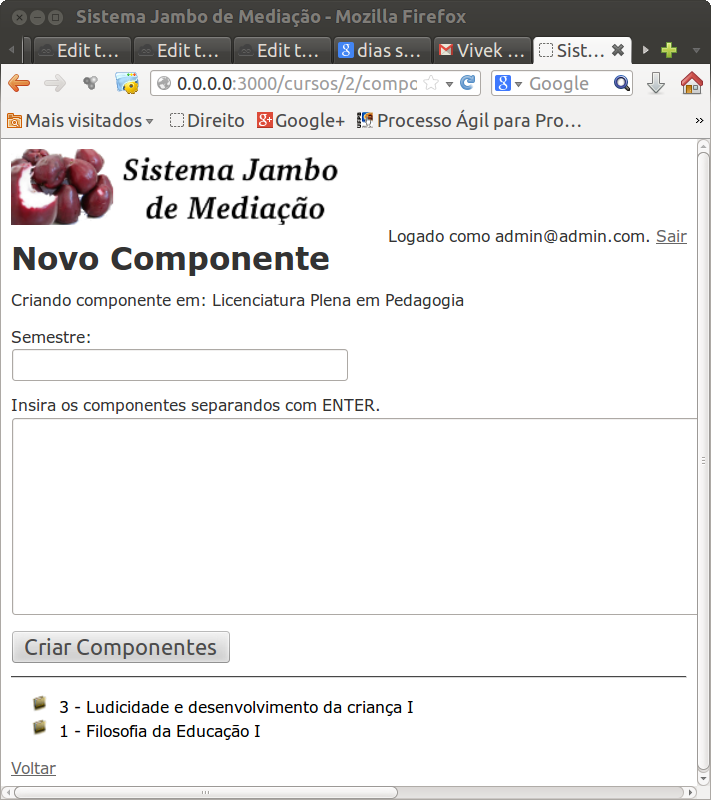 Sistema Jambo de Mediação - Mozilla Firefox
Edit t... Edit t... Edit t... dias s... Vivek ... Sist...
0.0.0.0:3000/cursos/2/compo Google
Mais visitados Direito Google+ Processo Ágil para Pro... »
Sistema Jambo
de Mediação
Logado como admin@admin.com. Sair
Novo Componente
Criando componente em: Licenciatura Plena em Pedagogia
Semestre:
Insira os componentes separandos com ENTER.
Criar Componentes
3 - Ludicidade e desenvolvimento da criança I
1 - Filosofia da Educação I
Voltar